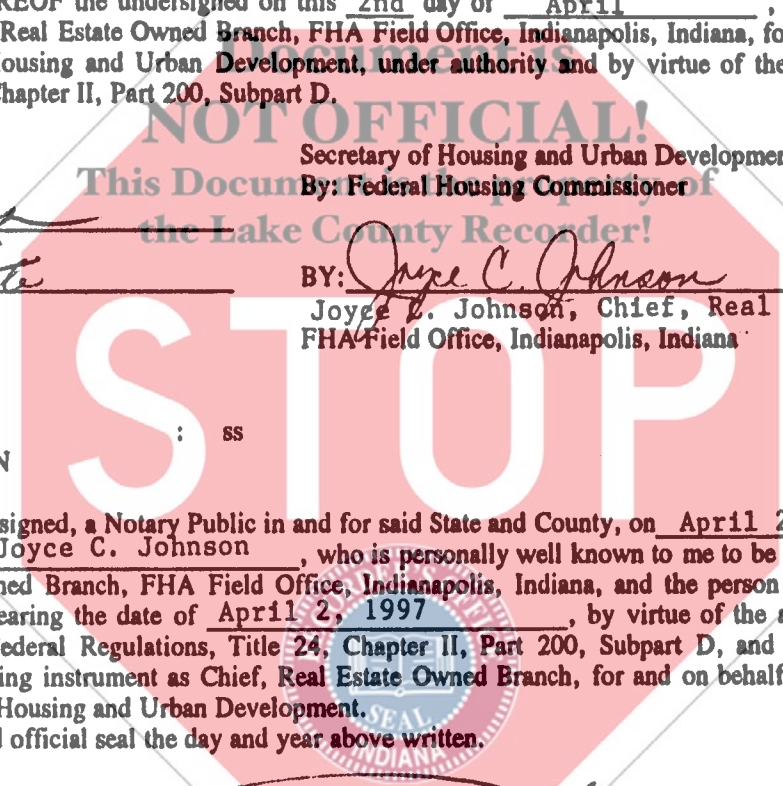 REOF the undersigned on this 2nd day of April ,
Real Estate Owned Branch, FHA Field Office, Indianapolis, Indiana, fo
Housing and Urban Development, under authority and by virtue of the
Chapter II, Part 200, Subpart D.
Document is
NOT OFFICIAL!
This Document is the property of
the Lake County Recorder!
Secretary of Housing and Urban Developmen
By: Federal Housing Commissioner
BY: Joyce C. Johnson
Joyce C. Johnson, Chief, Real
FHA Field Office, Indianapolis, Indiana
STOP
: ss
N
signed, a Notary Public in and for said State and County, on April 2
Joyce C. Johnson , who is personally well known to me to be
ned Branch, FHA Field Office, Indianapolis, Indiana, and the person
earing the date of April 2, 1997 , by virtue of the a
Federal Regulations, Title 24, Chapter II, Part 200, Subpart D, and
ing instrument as Chief, Real Estate Owned Branch, for and on behalf
Housing and Urban Development.
l official seal the day and year above written.
SEAL
INDIANA